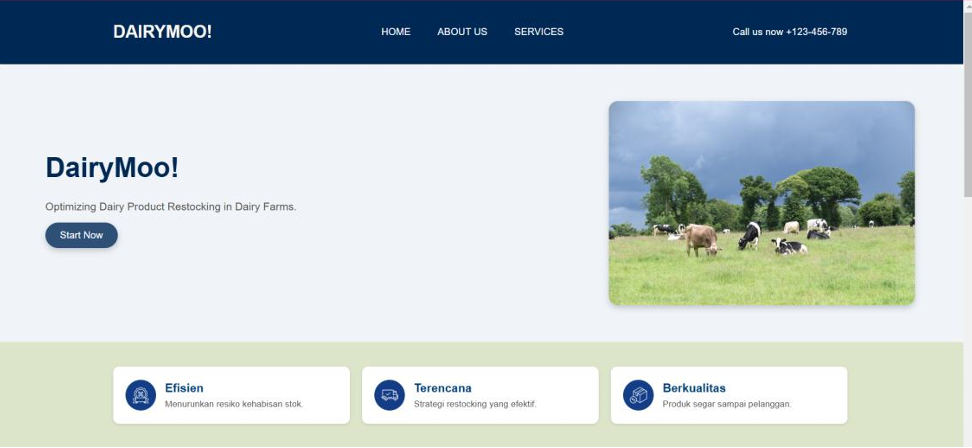 DAIRYMOO!
HOME ABOUT US SERVICES
Call us now +123-456-789
DairyMoo!
Optimizing Dairy Product Restocking in Dairy Farms.
Start Now
Efisien
Menurunkan resiko kehabisan stok.
Terencana
Strategi restocking yang efektif.
Berkualitas
Produk segar sampai pelanggan.